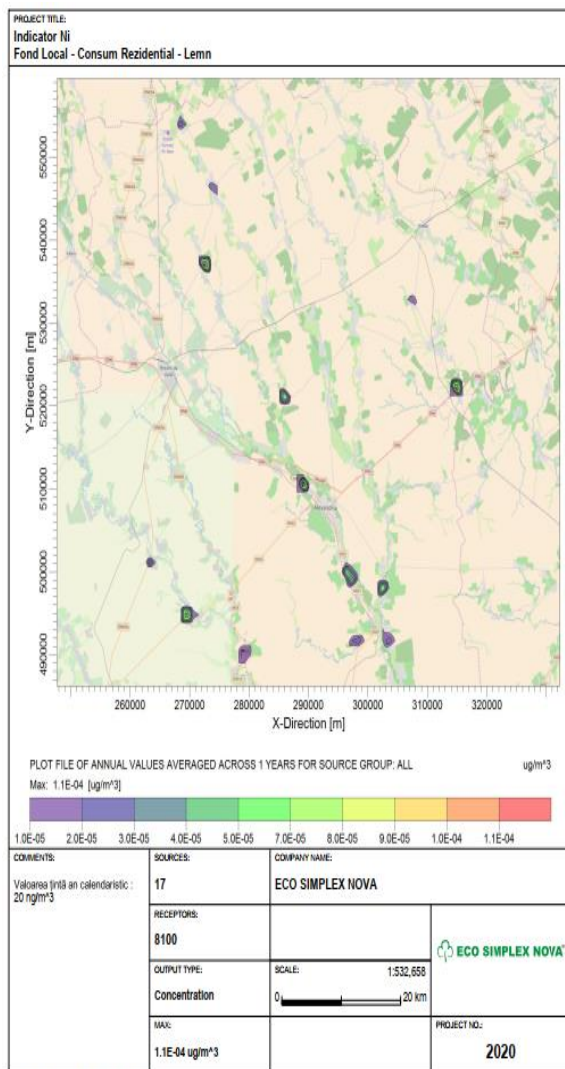 PROJECT TITLE:
Indicator Ni
Fond Local - Consum Rezidential - Lemn
Y-Direction [m]
550000
540000
530000
520000
510000
500000
490000
260000 270000 280000 290000 300000 310000 320000
X-Direction [m]
PLOT FILE OF ANNUAL VALUES AVERAGED ACROSS 1 YEARS FOR SOURCE GROUP: ALL
ug/m^3
Max: 1.1E-04 [ug/m^3]
1.0E-05 2.0E-05 3.0E-05 4.0E-05 5.0E-05 7.0E-05 8.0E-05 9.0E-05 1.0E-04 1.1E-04
COMMENTS:
Valoarea țintă an calendaristic :
20 ng/m^3
SOURCES:
17
COMPANY NAME:
ECO SIMPLEX NOVA
RECEPTORS:
8100
OUTPUT TYPE:
Concentration
SCALE:
1:532,658
0 20 km
ECO SIMPLEX NOVA
MAX:
1.1E-04 ug/m^3
PROJECT NO.:
2020